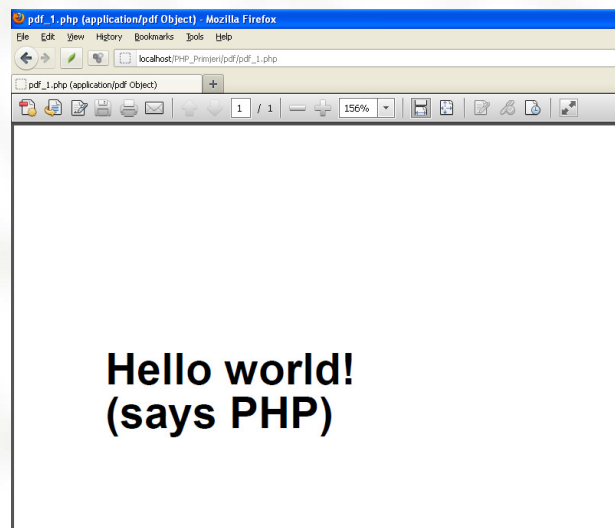 pdf_1.php (application/pdf Object) - Mozilla Firefox
File Edit View History Bookmarks Tools Help
localhost/PHP_Primjeri/pdf/pdf_1.php
pdf_1.php (application/pdf Object) +
1 / 1 156%
Hello world!
(says PHP)